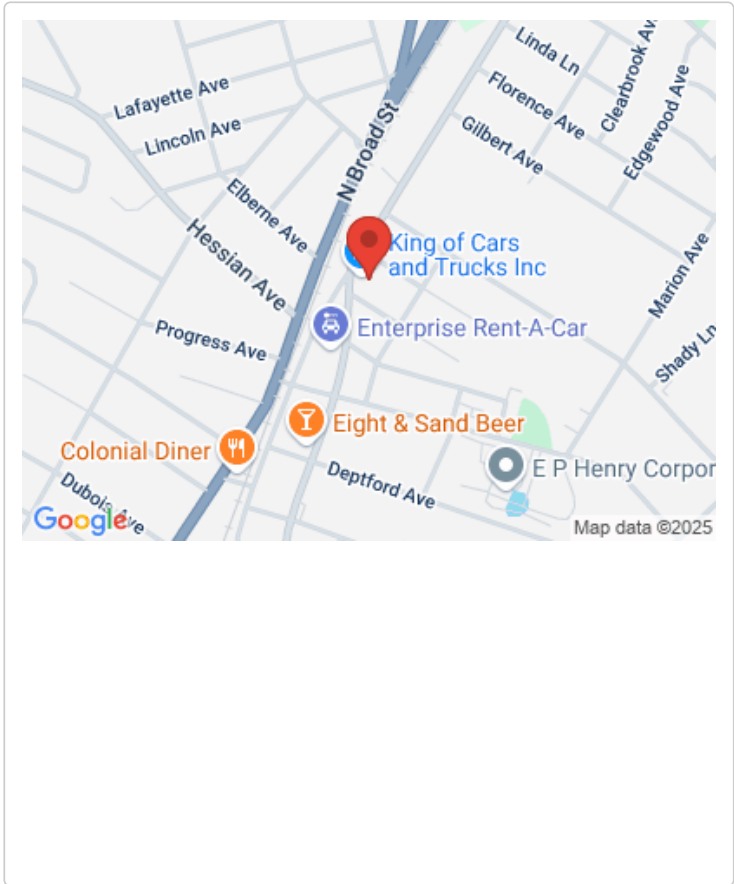 Linda Ln
Clearbrook Av
Lafayette Ave
Florence Ave
Edgewood Ave
Lincoln Ave
N Broad St
Gilbert Ave
Elberne Ave
Hessian Ave
King of Cars
and Trucks Inc
Marion Ave
Progress Ave
Enterprise Rent-A-Car
Shady Ln
Eight & Sand Beer
Colonial Diner
E P Henry Corpor
Deptford Ave
Dubois Ave
Google
Map data ©2025